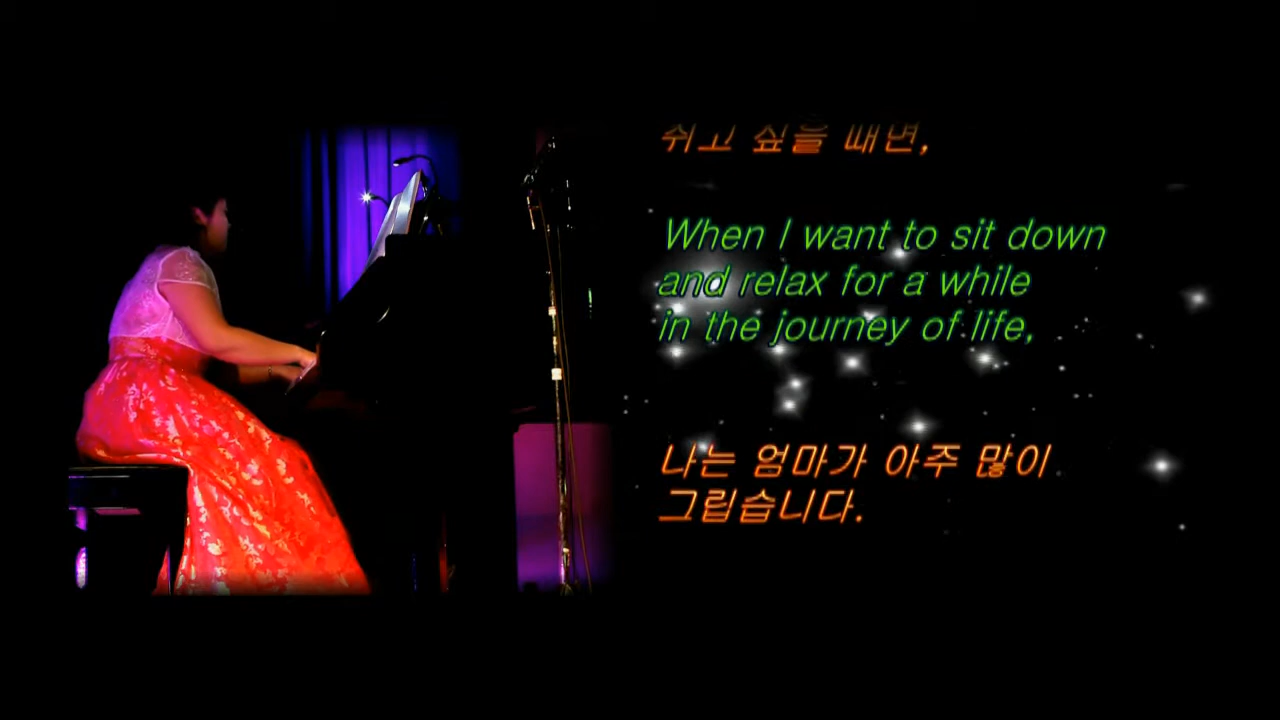 쉬고 싶을 때면,
When I want to sit down
and relax for a while
in the journey of life,
나는 엄마가 아주 많이
그립습니다.